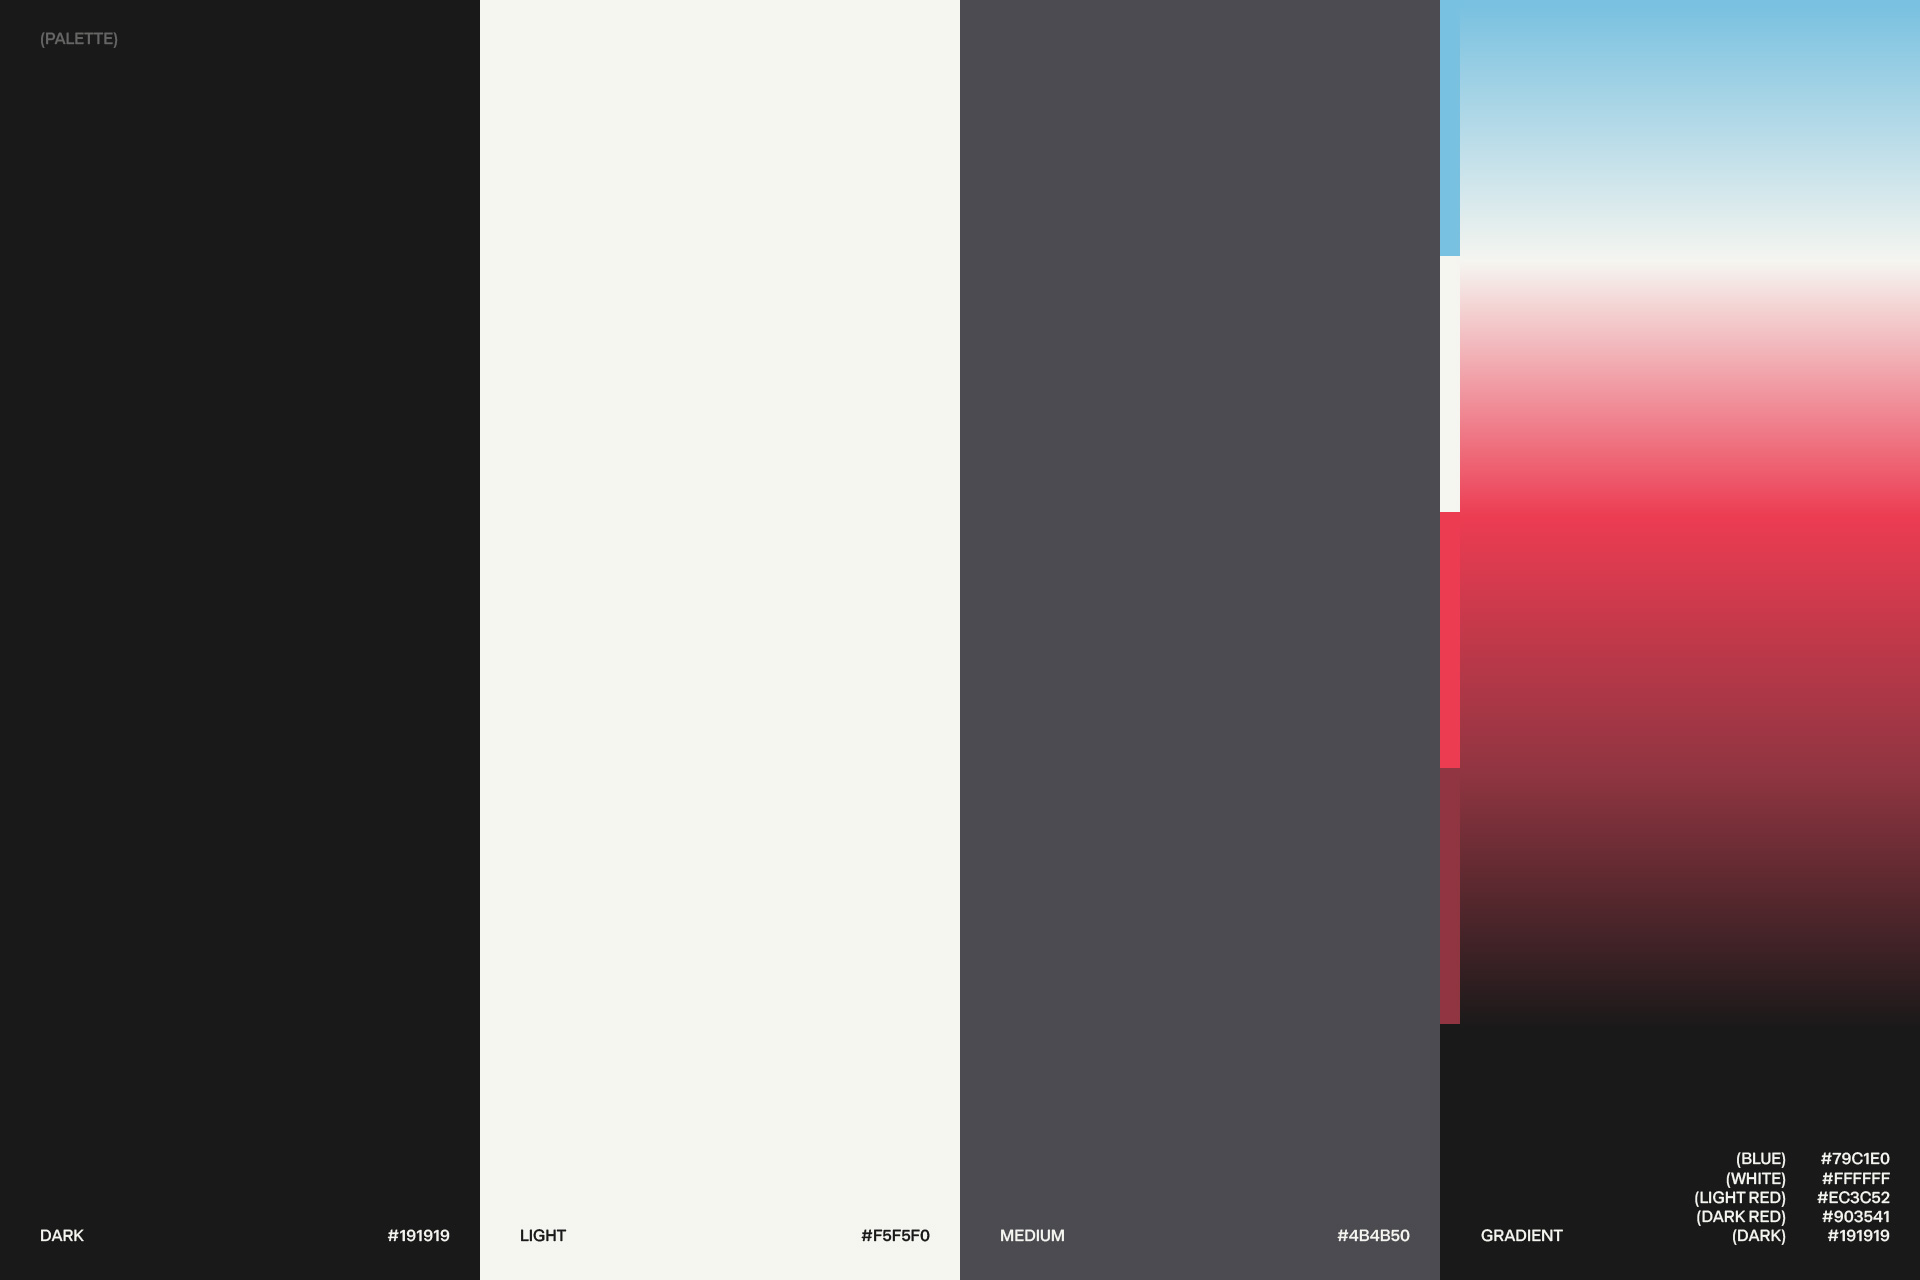 (PALETTE)
DARK #191919
LIGHT #F5F5F0
MEDIUM #4B4B50
GRADIENT
(BLUE) #79C1E0
(WHITE) #FFFFFF
(LIGHT RED) #EC3C52
(DARK RED) #903541
(DARK) #191919